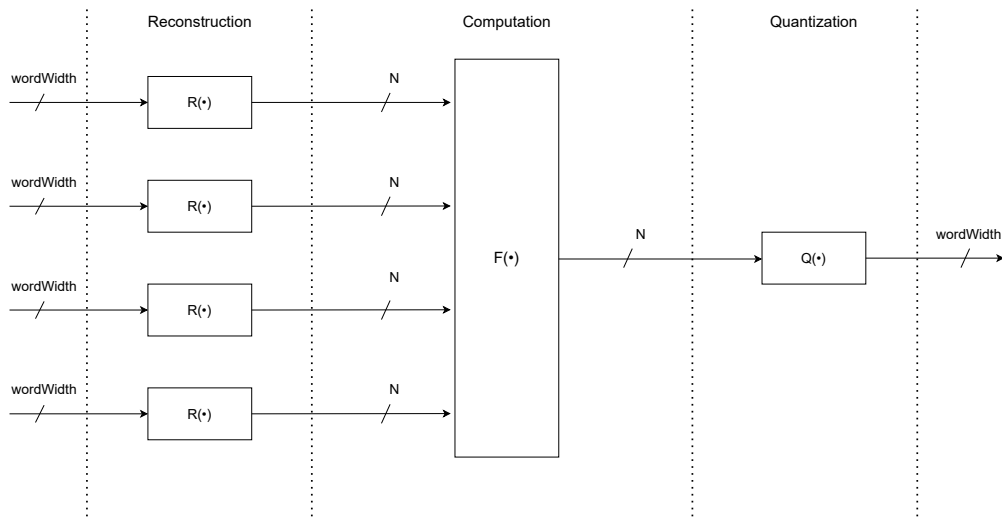 Reconstruction
Computation
Quantization
wordWidth
N
R(•)
wordWidth
N
R(•)
F(•)
N
Q(•)
wordWidth
wordWidth
N
R(•)
wordWidth
N
R(•)